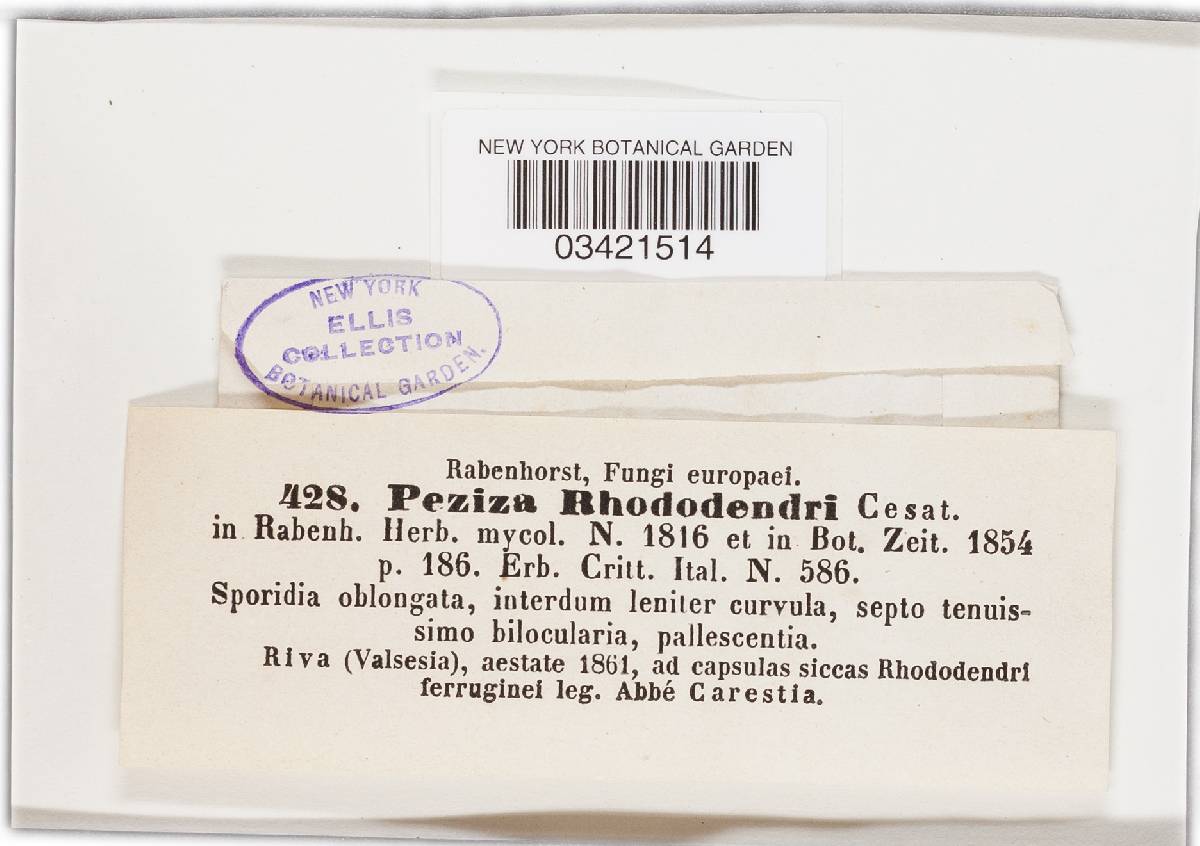 NEW YORK BOTANICAL GARDEN
03421514
NEW YORK
ELLIS
COLLECTION
BOTANICAL GARDEN.
Rabenhorst, Fungi europaei.
428. Peziza Rhododendri Cesat.
in Rabenh. Herb. mycol. N. 1816 et in Bot. Zeit. 1854
p. 186. Erb. Critt. Ital. N. 586.
Sporidia oblongata, interdum leniter curvula, septo tenuis-
simo bilocularia, pallescentia.
Riva (Valsesia), aestate 1861, ad capsulas siccas Rhododendri
ferruginei leg. Abbé Carestia.